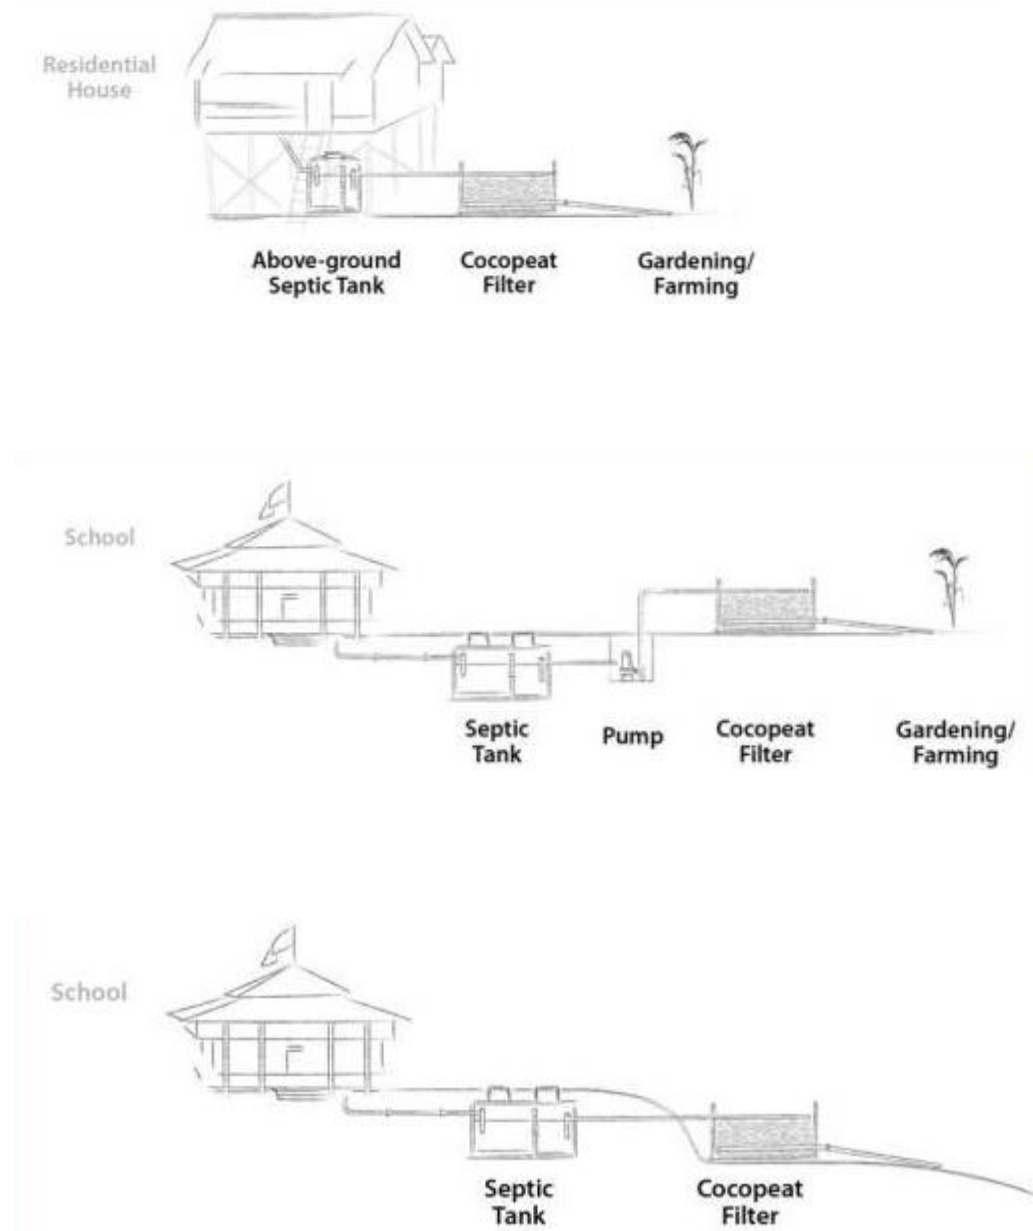 Residential
House
Above-ground
Septic Tank
Cocopeat
Filter
Gardening/
Farming
School
Septic
Tank
Pump
Cocopeat
Filter
Gardening/
Farming
School
Septic
Tank
Cocopeat
Filter